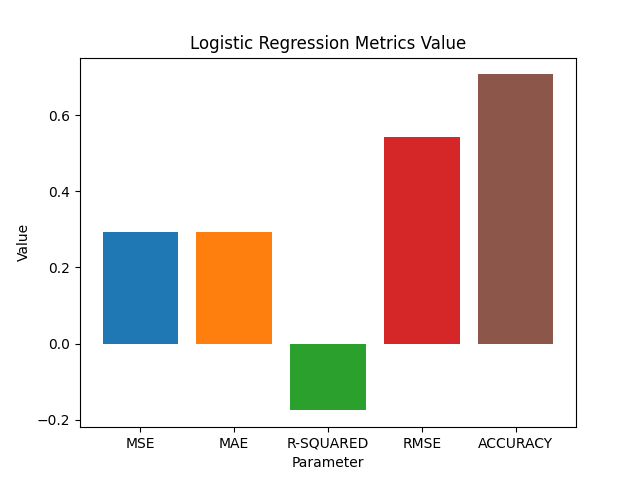 Logistic Regression Metrics Value
Value
0.6
0.4
0.2
0.0
−0.2
MSE MAE R-SQUARED RMSE ACCURACY
Parameter